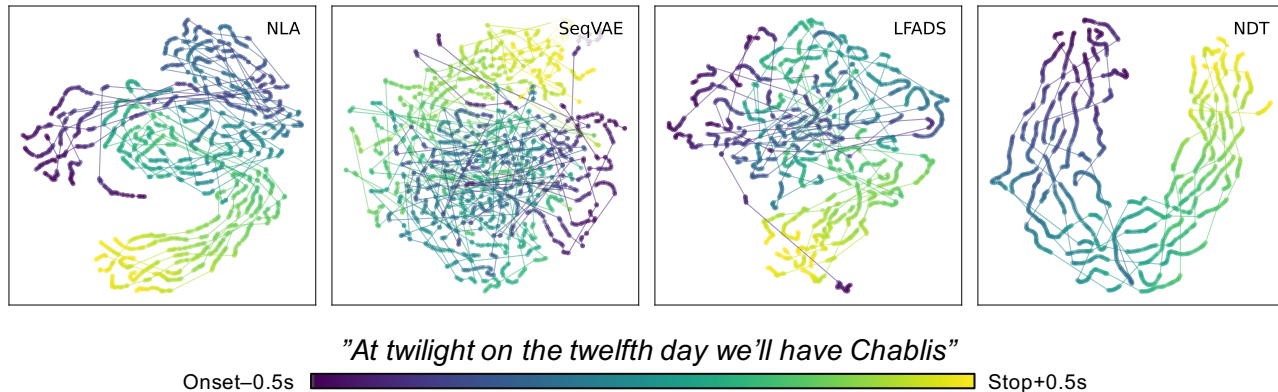 NLA
SeqVAE
LFADS
NDT
”At twilight on the twelfth day we’ll have Chablis”
Onset–0.5s
Stop+0.5s